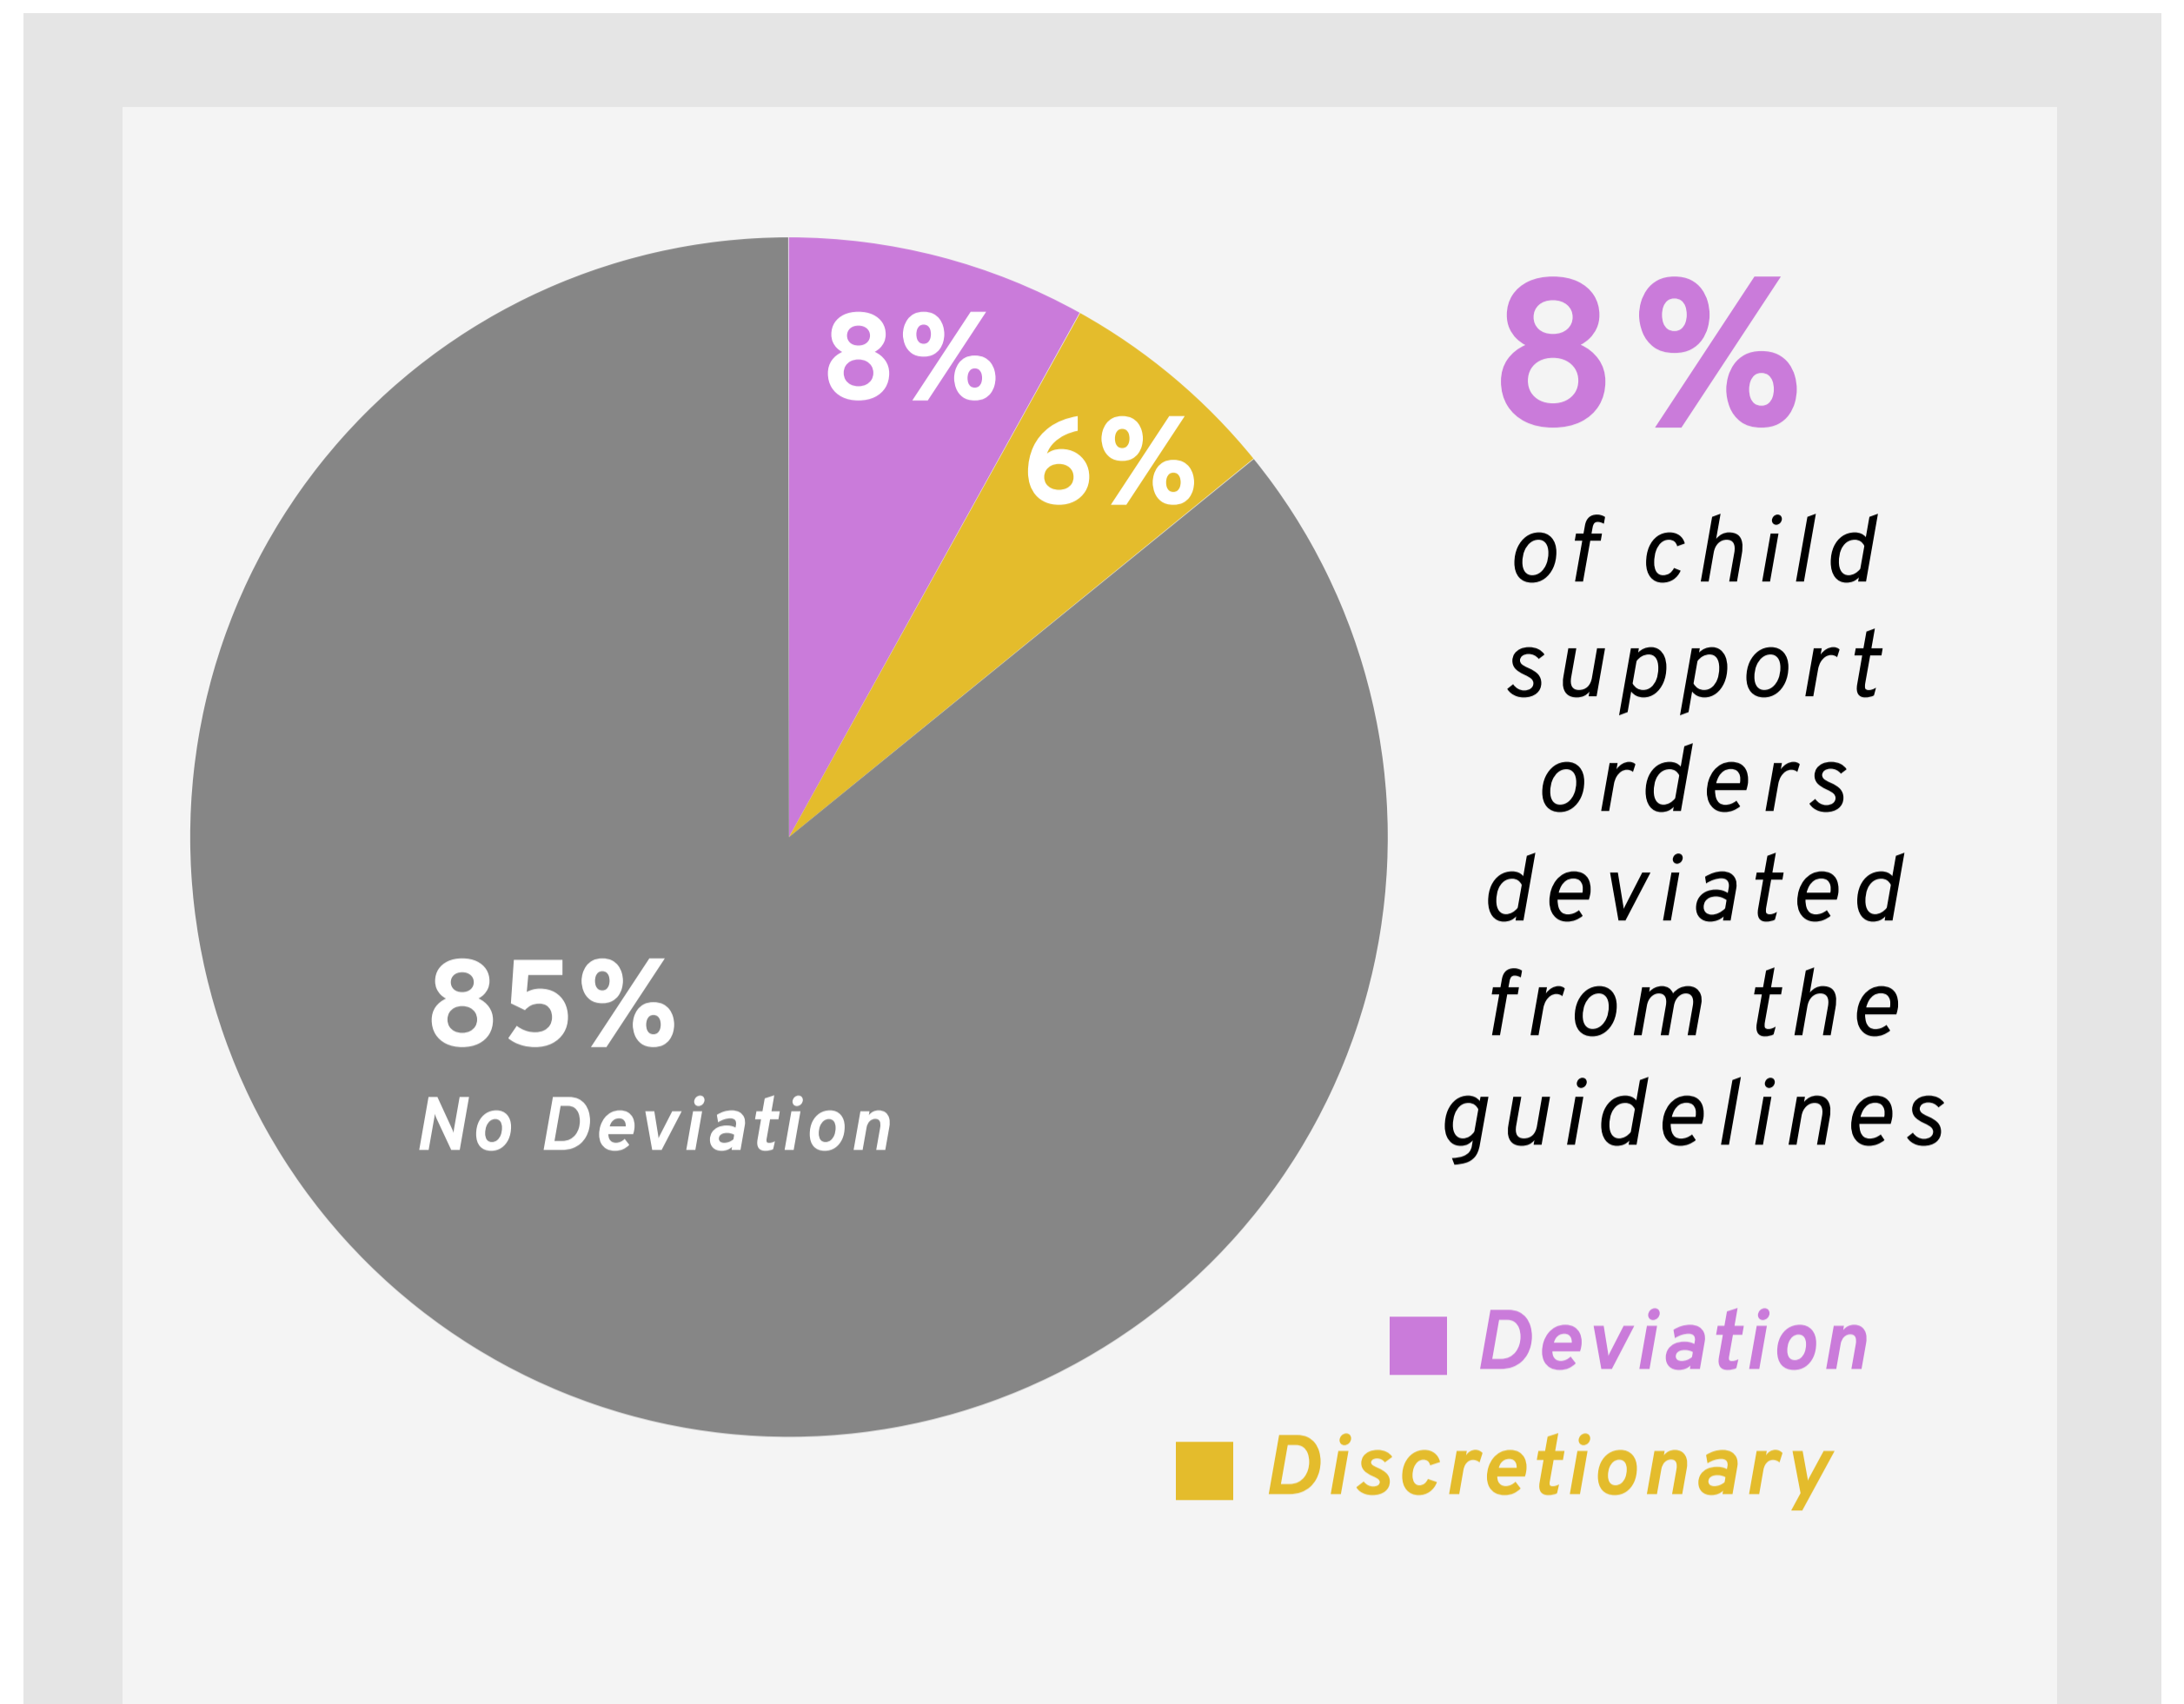 8%
6%
85%
No Deviation
8%
of child
support
orders
deviated
from the
guidelines
Deviation
Discretionary